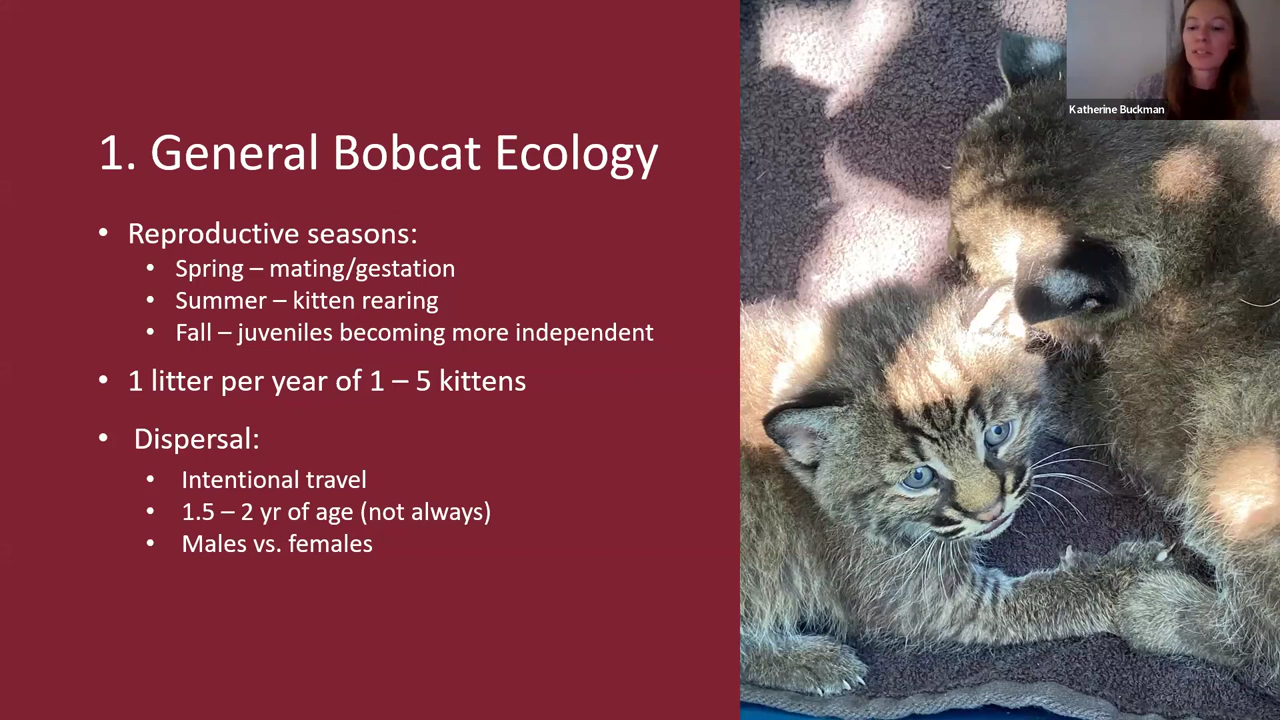 1. General Bobcat Ecology
• Reproductive seasons:
• Spring – mating/gestation
• Summer – kitten rearing
• Fall – juveniles becoming more independent
• 1 litter per year of 1 – 5 kittens
• Dispersal:
• Intentional travel
• 1.5 – 2 yr of age (not always)
• Males vs. females
Katherine Buckman